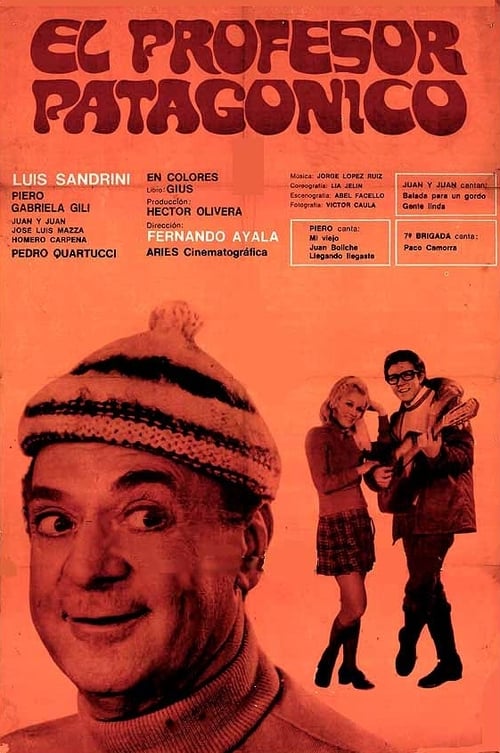 EL PROFESOR
PATAGONICO
LUIS SANDRINI
PIERO
GABRIELA GILI
JUAN Y JUAN
JOSE LUIS MAZZA
HOMERO CARPENA
PEDRO QUARTUCCI
EN COLORES
Libro: GIUS
Producción:
HECTOR OLIVERA
Dirección:
FERNANDO AYALA
ARIES Cinematográfica
Música: JORGE LOPEZ RUIZ
Coreografía: LIA JELIN
Escenografía: ABEL FACELLO
Fotografía: VICTOR CAULA
PIERO canta:
Mi viejo
Juan Boliche
Llegando llegaste
JUAN Y JUAN cantan:
Balada para un gordo
Gente linda
7ª BRIGADA canta:
Paco Camorra